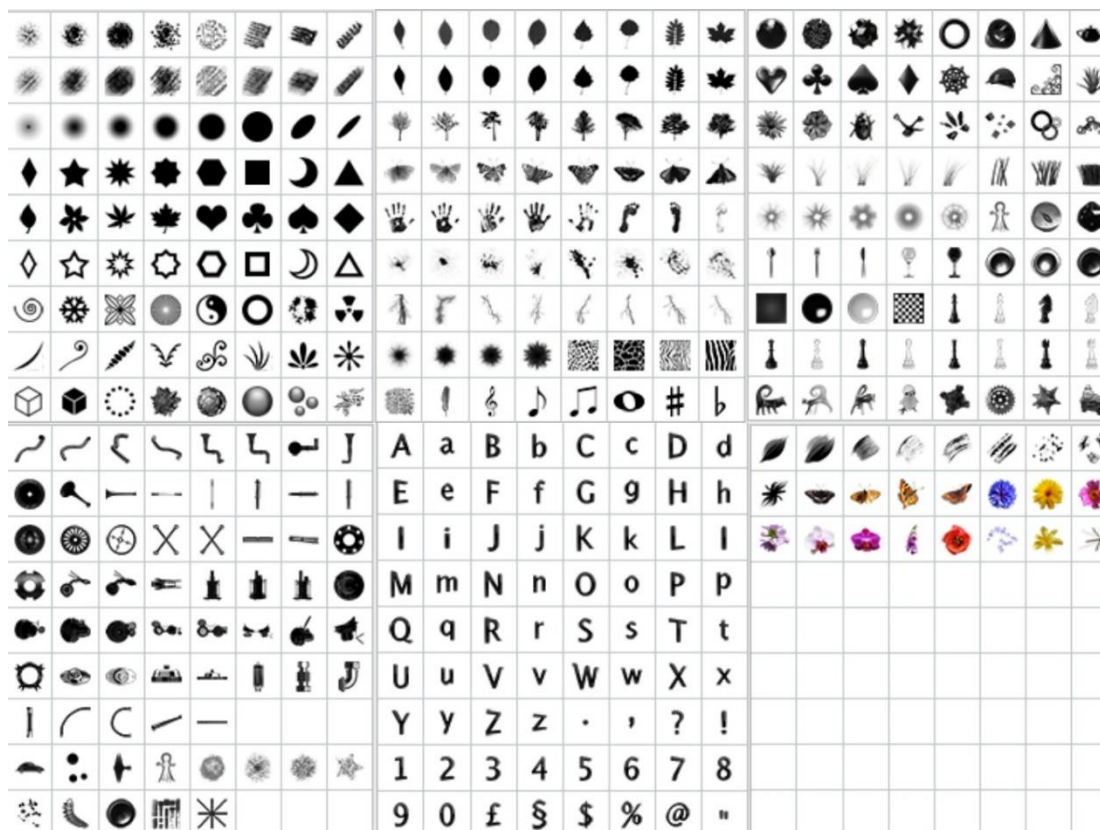 A a B b C c D d
E e F f G g H h
I i J j K k L l
M m N n O o P p
Q q R r S s T t
U u V v W w X x
Y y Z z . , ? !
1 2 3 4 5 6 7 8
9 0 £ § $ % @ "